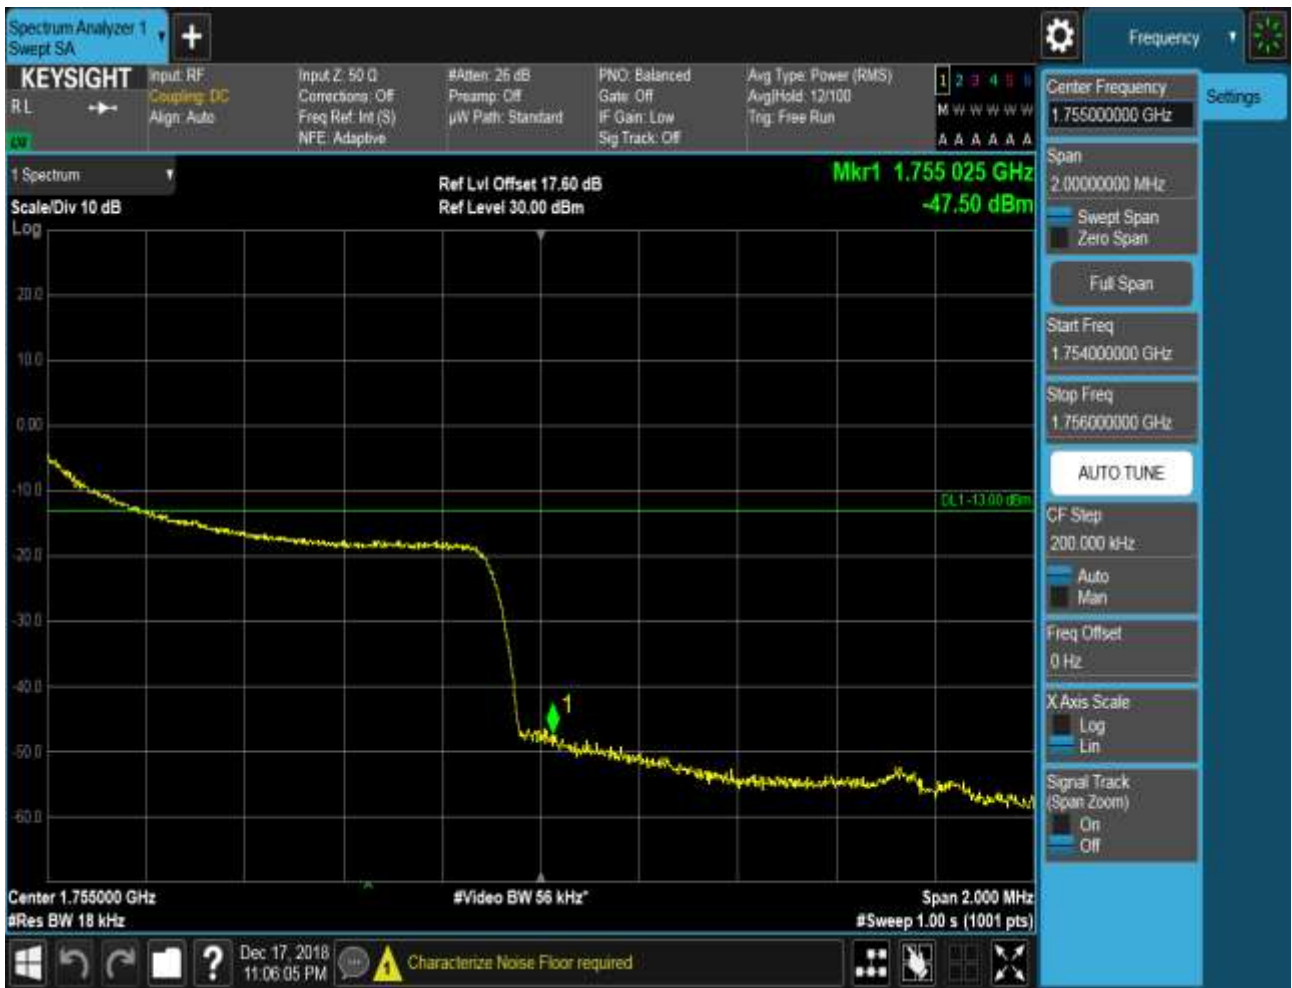 Spectrum Analyzer 1
Swept SA
+
Frequency
KEYSIGHT
R L
Input: RF
Coupling: DC
Align: Auto
Input Z: 50 Ω
Corrections: Off
Freq Ref: Int (S)
NFE: Adaptive
#Atten: 26 dB
Preamp: Off
µW Path: Standard
PNO: Balanced
Gate: Off
IF Gain: Low
Sig Track: Off
Avg Type: Power (RMS)
Avg|Hold: 12/100
Trig: Free Run
1 2 3 4 5 6
M W W W W W
A A A A A A
1 Spectrum
Scale/Div 10 dB
Log
Ref Lvl Offset 17.60 dB
Ref Level 30.00 dBm
Mkr1 1.755 025 GHz
-47.50 dBm
20.0
10.0
0.00
-10.0
-20.0
-30.0
-40.0
-50.0
-60.0
DL1 -13.00 dBm
1
Center 1.755000 GHz
#Res BW 18 kHz
#Video BW 56 kHz*
Span 2.000 MHz
#Sweep 1.00 s (1001 pts)
Center Frequency
1.755000000 GHz
Settings
Span
2.00000000 MHz
Swept Span
Zero Span
Full Span
Start Freq
1.754000000 GHz
Stop Freq
1.756000000 GHz
AUTO TUNE
CF Step
200.000 kHz
Auto
Man
Freq Offset
0 Hz
X Axis Scale
Log
Lin
Signal Track
(Span Zoom)
On
Off
?
Dec 17, 2018
11:06:05 PM
1
Characterize Noise Floor required